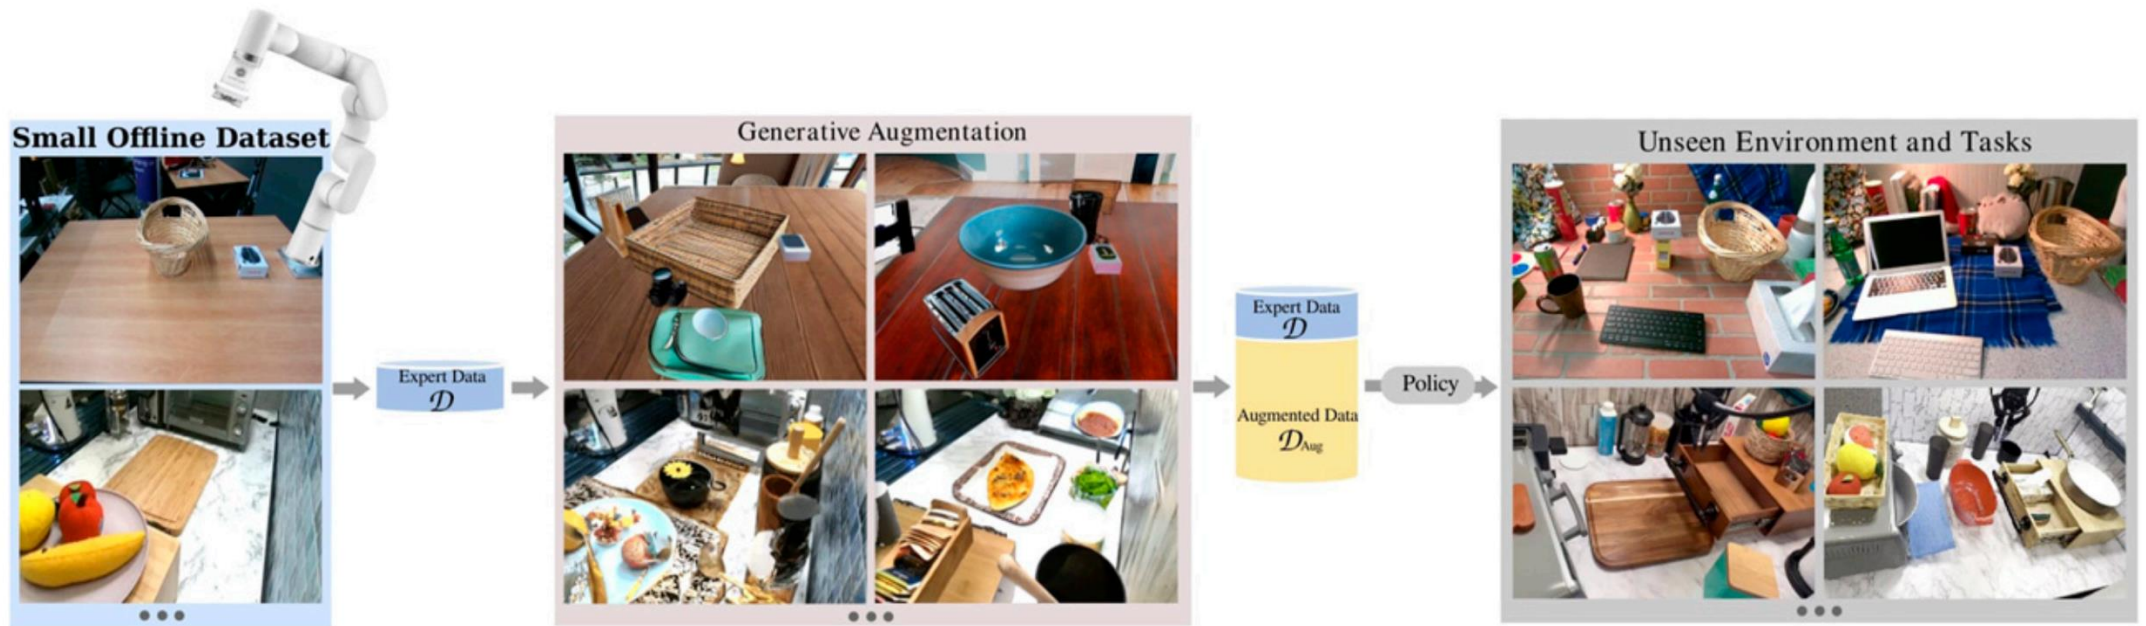 Small Offline Dataset
Expert Data
𝒟
Generative Augmentation
Expert Data
𝒟
Augmented Data
𝒟Aug
Policy
Unseen Environment and Tasks